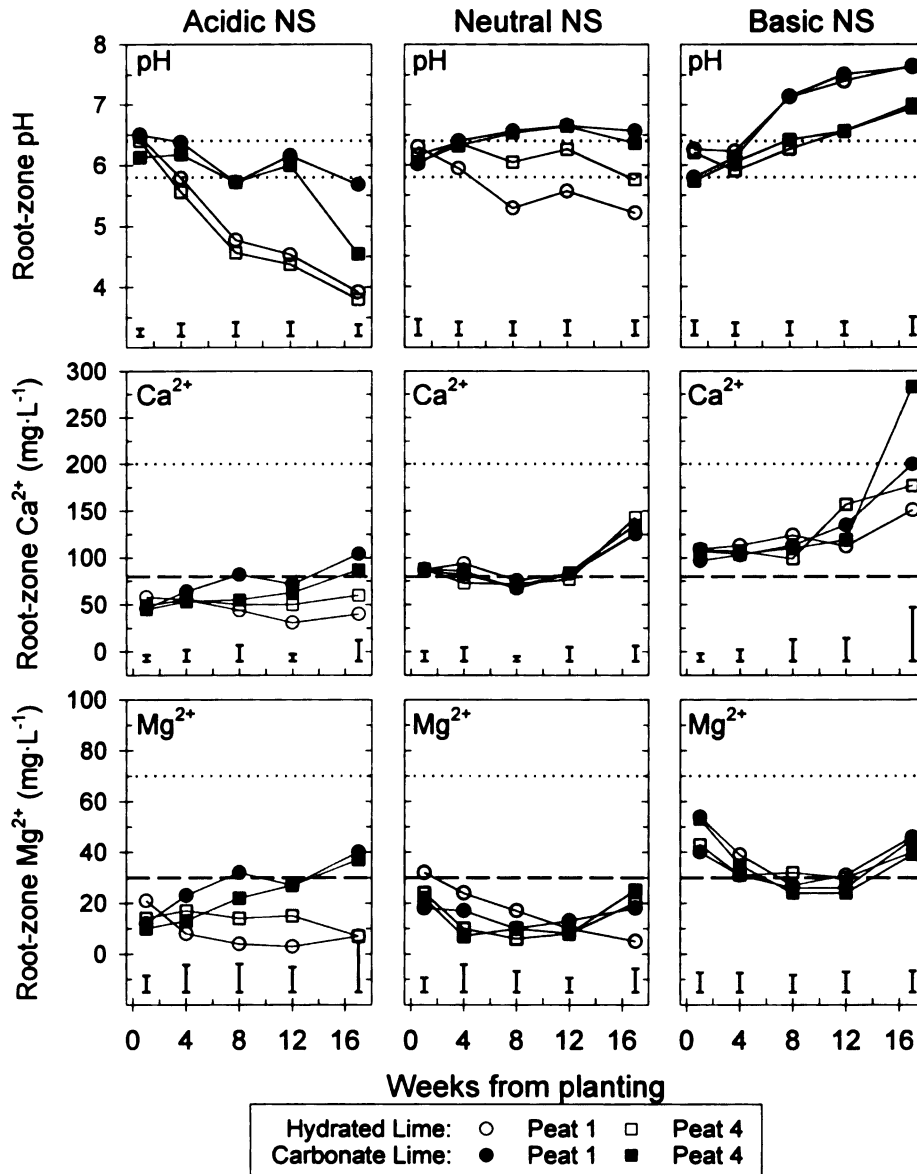 Acidic NS Neutral NS Basic NS
pH pH pH
Root-zone pH
8
7
6
5
4
Ca²⁺ Ca²⁺ Ca²⁺
Root-zone Ca²⁺ (mg·L⁻¹)
300
250
200
150
100
50
0
Mg²⁺ Mg²⁺ Mg²⁺
Root-zone Mg²⁺ (mg·L⁻¹)
100
80
60
40
20
0
0 4 8 12 16 0 4 8 12 16 0 4 8 12 16
Weeks from planting
Hydrated Lime: Peat 1 Peat 4
Carbonate Lime: Peat 1 Peat 4